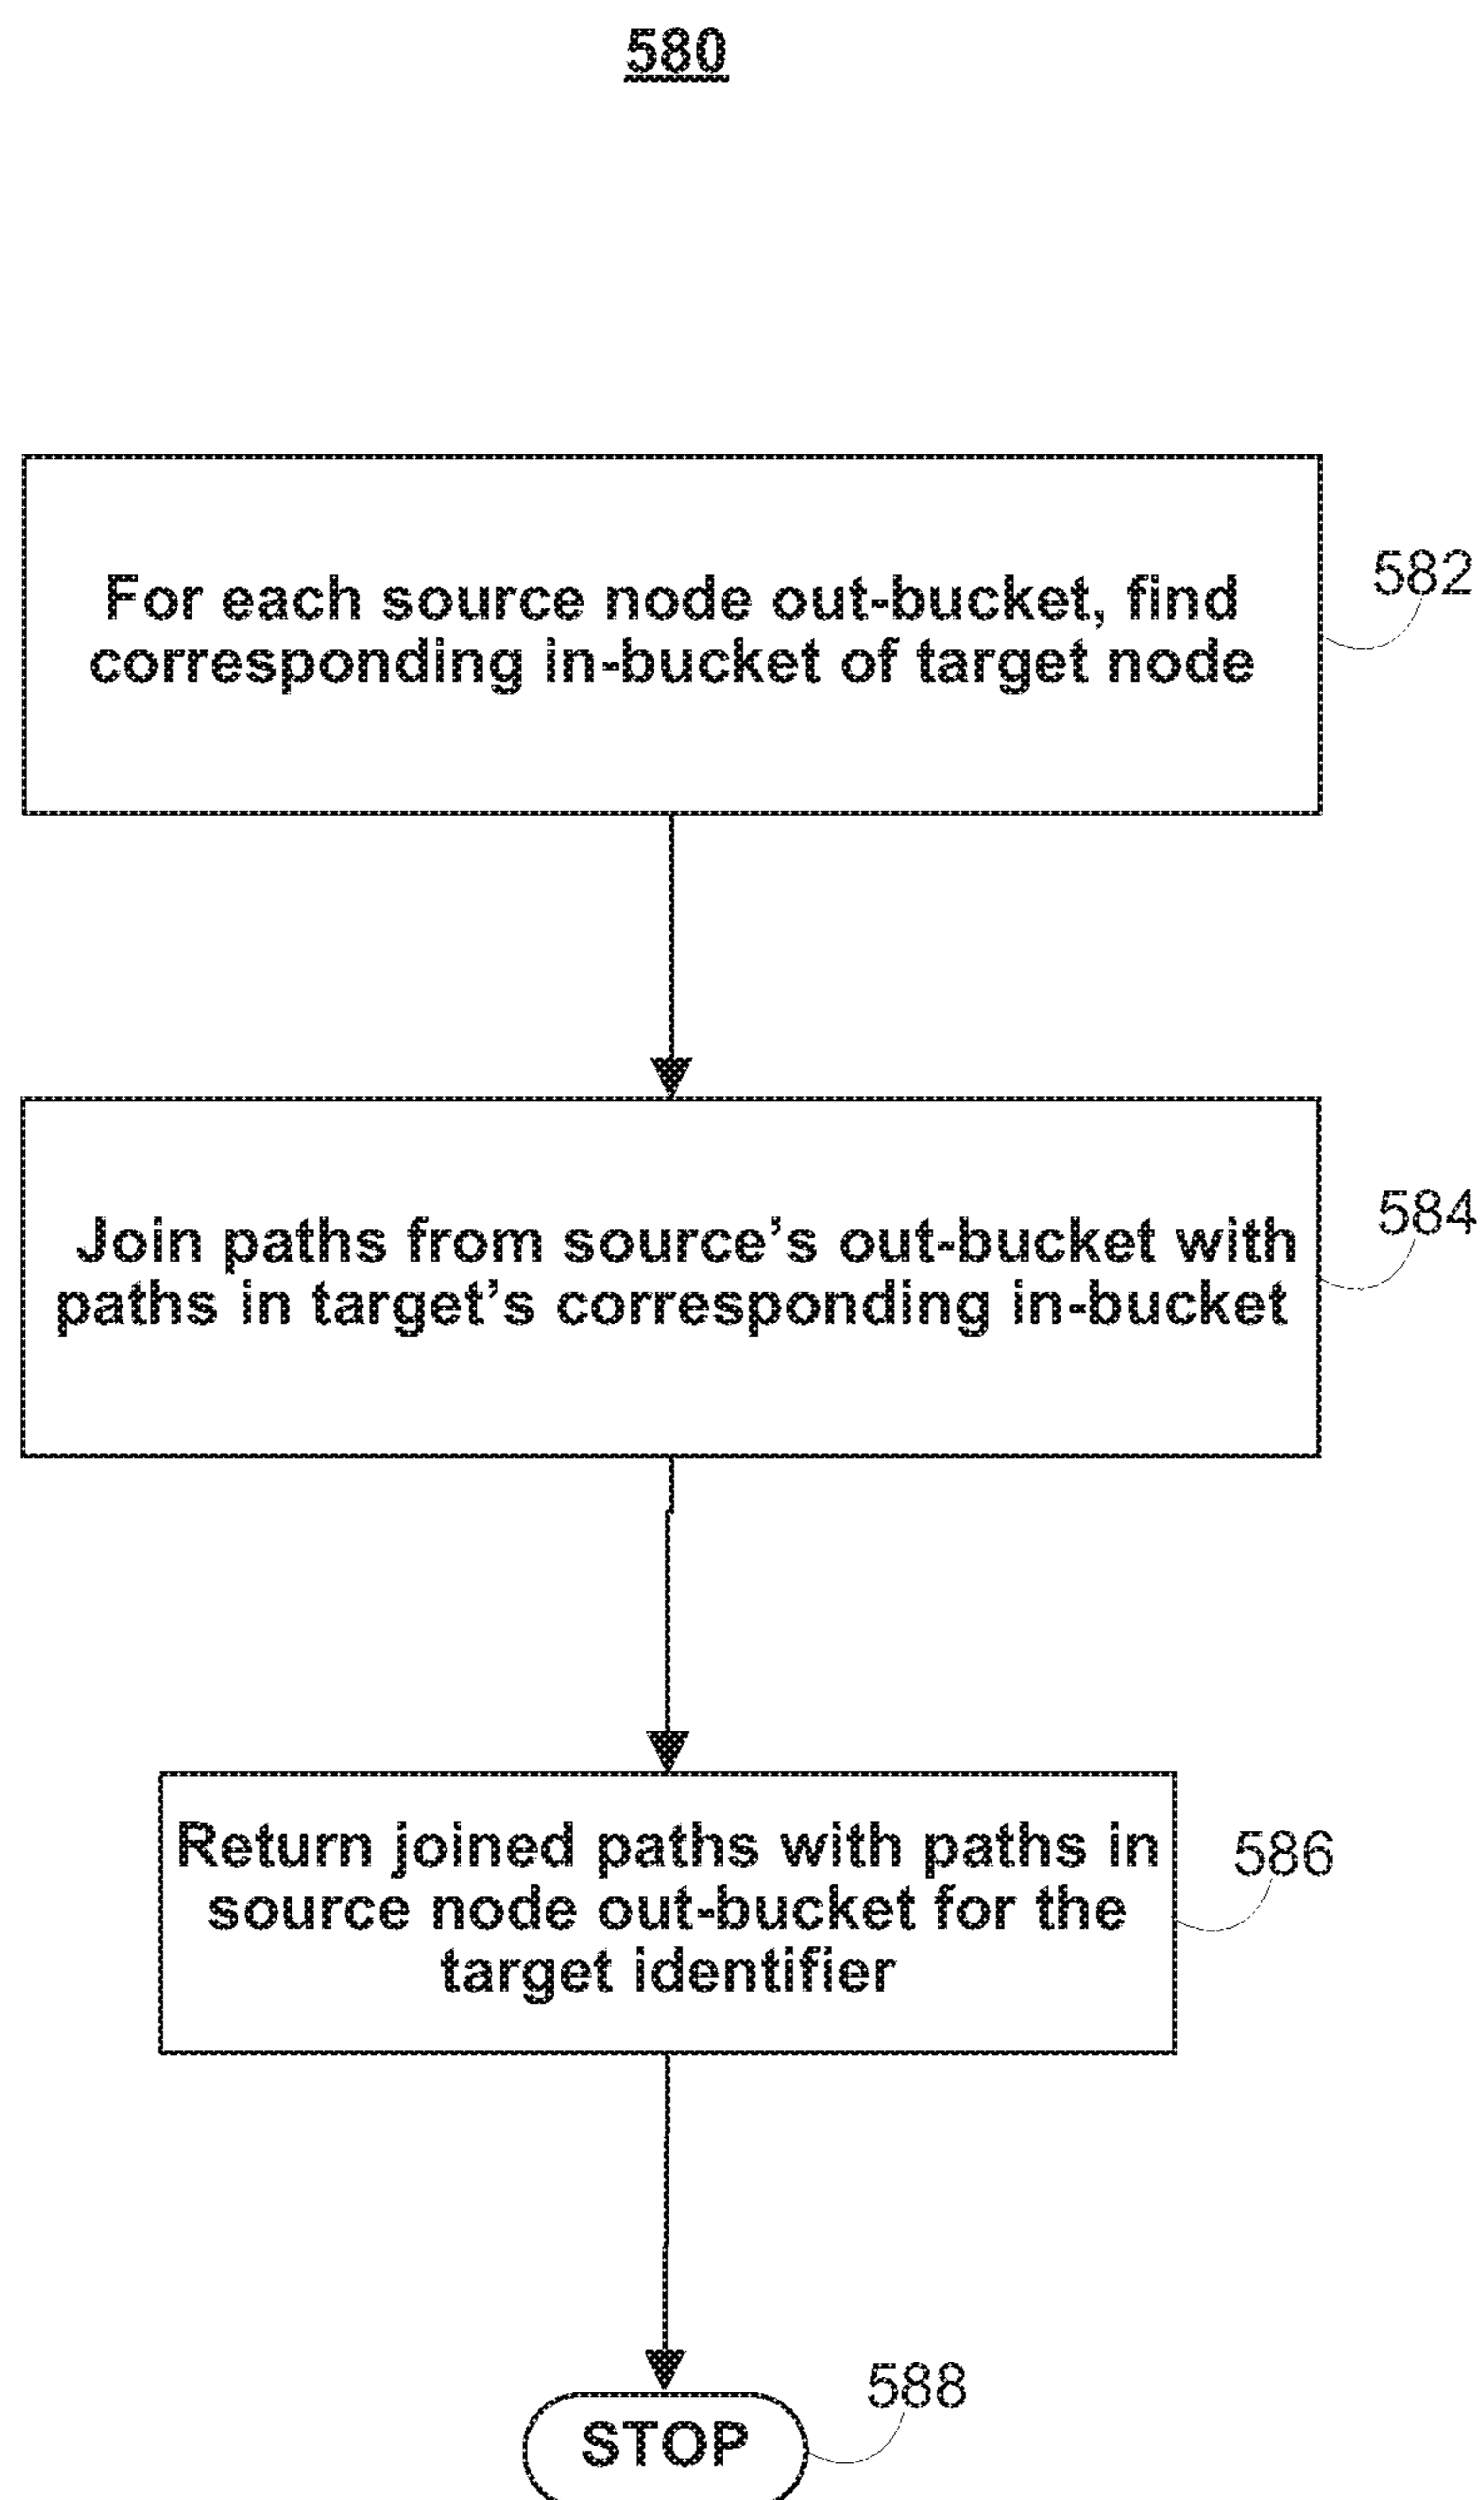 580
For each source node out-bucket, find
corresponding in-bucket of target node
582
Join paths from source's out-bucket with
paths in target's corresponding in-bucket
584
Return joined paths with paths in
source node out-bucket for the
target identifier
586
STOP
588